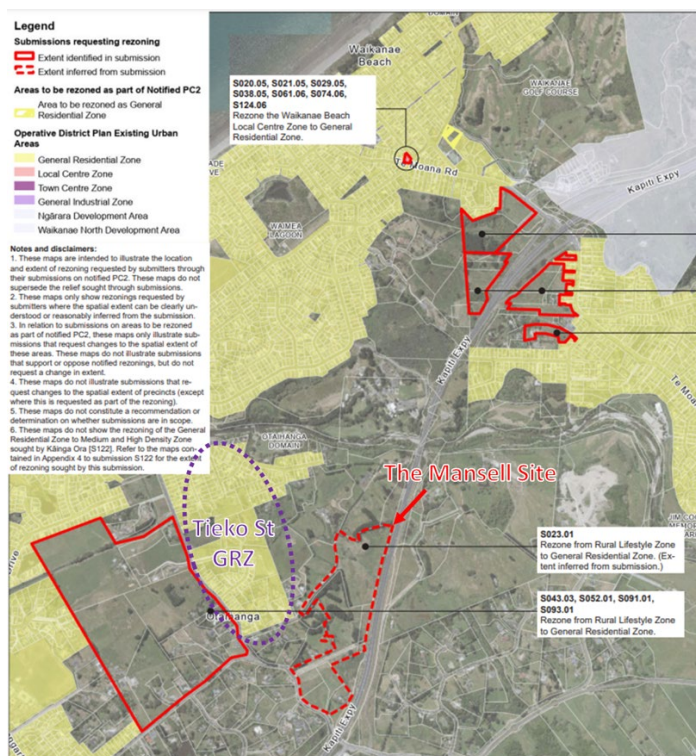 Legend
Submissions requesting rezoning
Extent identified in submission
Extent inferred from submission
Areas to be rezoned as part of Notified PC2
Area to be rezoned as General
Residential Zone
Operative District Plan Existing Urban
Areas
General Residential Zone
Local Centre Zone
Town Centre Zone
General Industrial Zone
Ngārara Development Area
Waikanae North Development Area
Notes and disclaimers:
1. These maps are intended to illustrate the location
and extent of rezoning requested by submitters through
their submissions on notified PC2. These maps do not
supersede the relief sought through submissions.
2. These maps only show rezonings requested by
submitters where the spatial extent can be clearly un-
derstood or reasonably inferred from the submission.
3. In relation to submissions on areas to be rezoned
as part of notified PC2, these maps only illustrate sub-
missions that request changes to the spatial extent of
these areas. These maps do not illustrate submissions
that support or oppose notified rezonings, but do not
request a change in extent.
4. These maps do not illustrate submissions that re-
quest changes to the spatial extent of precincts (except
where this is requested as part of the rezoning).
5. These maps do not constitute a recommendation or
determination on whether submissions are in scope.
6. These maps do not show the rezoning of the General
Residential Zone to Medium and High Density Zone
sought by Kāinga Ora [S122]. Refer to the maps con-
tained in Appendix 4 to submission S122 for the extent
of rezoning sought by this submission.
Waikanae
Beach
S020.05, S021.05, S029.05,
S038.05, S061.06, S074.06,
S124.06
Rezone the Waikanae Beach
Local Centre Zone to General
Residential Zone.
WAIKANAE
GOLF COURSE
Te Moana Rd
Kapiti Expy
WAIMEA
LAGOON
Kapiti Expy
Te Moa
OTAIHANGA
DOMAIN
The Mansell Site
Tieko St
GRZ
JIM COO
MEMOR
S023.01
Rezone from Rural Lifestyle Zone
to General Residential Zone. (Ex-
tent inferred from submission.)
S043.03, S052.01, S091.01,
S093.01
Rezone from Rural Lifestyle Zone
to General Residential Zone.
Otaihanga
Kapiti Expy